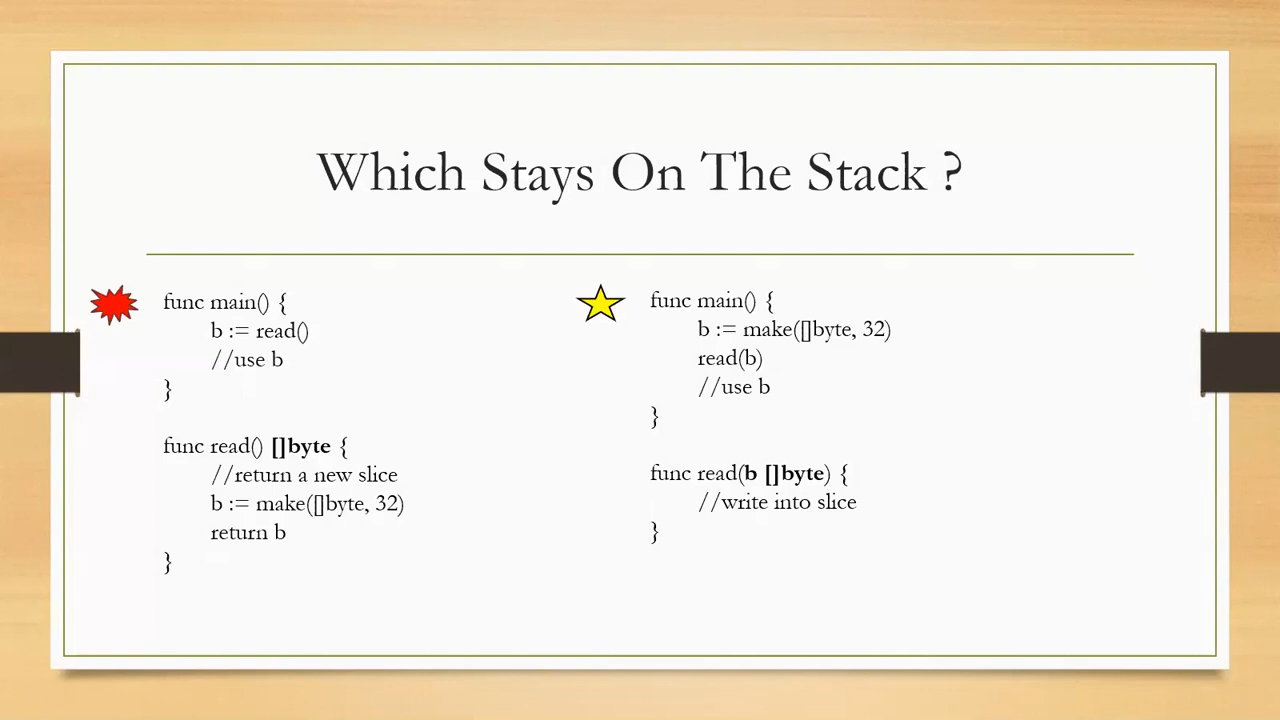 Which Stays On The Stack ?
func main() {
b := read()
//use b
}
func read() []byte {
//return a new slice
b := make([]byte, 32)
return b
}
func main() {
b := make([]byte, 32)
read(b)
//use b
}
func read(b []byte) {
//write into slice
}